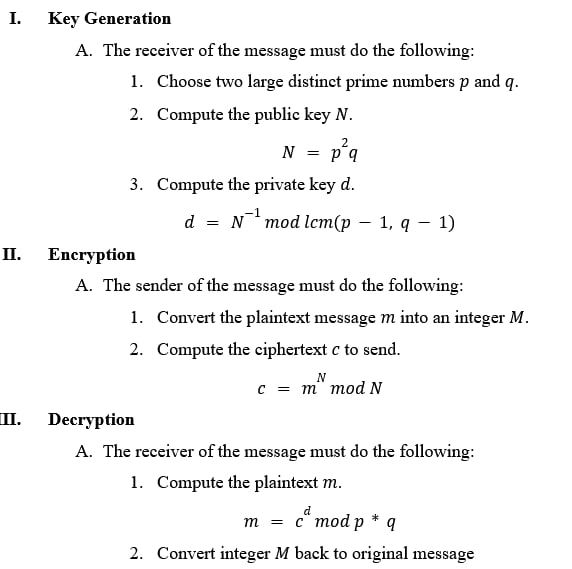 I. Key Generation
A. The receiver of the message must do the following:
1. Choose two large distinct prime numbers p and q.
2. Compute the public key N.
N = p²q
3. Compute the private key d.
d = N⁻¹ mod lcm(p − 1, q − 1)
II. Encryption
A. The sender of the message must do the following:
1. Convert the plaintext message m into an integer M.
2. Compute the ciphertext c to send.
c = mᴺ mod N
III. Decryption
A. The receiver of the message must do the following:
1. Compute the plaintext m.
m = cᵈ mod p * q
2. Convert integer M back to original message